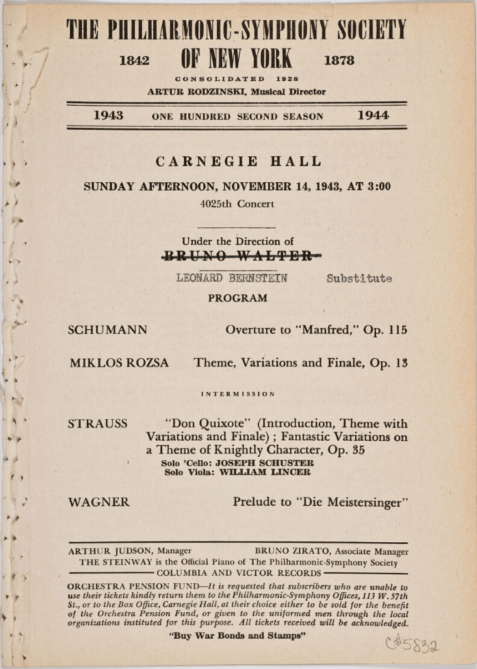 THE PHILHARMONIC-SYMPHONY SOCIETY
1842 OF NEW YORK 1878
CONSOLIDATED 1928
ARTUR RODZINSKI, Musical Director
1943 ONE HUNDRED SECOND SEASON 1944
CARNEGIE HALL
SUNDAY AFTERNOON, NOVEMBER 14, 1943, AT 3:00
4025th Concert
Under the Direction of
BRUNO WALTER
LEONARD BERNSTEIN Substitute
PROGRAM
SCHUMANN Overture to "Manfred," Op. 115
MIKLOS ROZSA Theme, Variations and Finale, Op. 13
INTERMISSION
STRAUSS "Don Quixote" (Introduction, Theme with
Variations and Finale) ; Fantastic Variations on
a Theme of Knightly Character, Op. 35
Solo 'Cello: JOSEPH SCHUSTER
Solo Viola: WILLIAM LINCER
WAGNER Prelude to "Die Meistersinger"
ARTHUR JUDSON, Manager BRUNO ZIRATO, Associate Manager
THE STEINWAY is the Official Piano of The Philharmonic-Symphony Society
COLUMBIA AND VICTOR RECORDS
ORCHESTRA PENSION FUND—It is requested that subscribers who are unable to
use their tickets kindly return them to the Philharmonic-Symphony Offices, 113 W. 57th
St., or to the Box Office, Carnegie Hall, at their choice either to be sold for the benefit
of the Orchestra Pension Fund, or given to the uniformed men through the local
organizations instituted for this purpose. All tickets received will be acknowledged.
"Buy War Bonds and Stamps"
C#5832